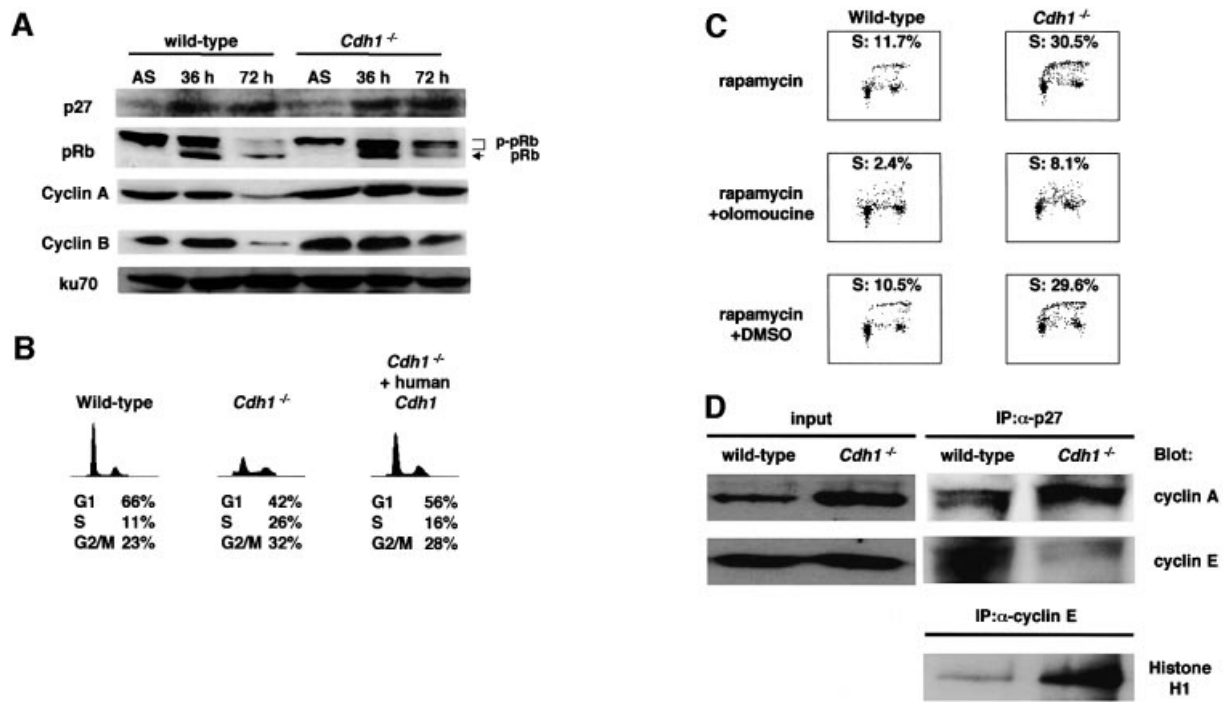 A
wild-type Cdh1 -/-
AS 36 h 72 h AS 36 h 72 h
p27
pRb p-pRb
pRb
Cyclin A
Cyclin B
ku70
B
Wild-type Cdh1 -/- Cdh1 -/-
+ human
Cdh1
G1 66% G1 42% G1 56%
S 11% S 26% S 16%
G2/M 23% G2/M 32% G2/M 28%
C
Wild-type Cdh1 -/-
rapamycin S: 11.7% S: 30.5%
rapamycin
+olomoucine S: 2.4% S: 8.1%
rapamycin
+DMSO S: 10.5% S: 29.6%
D
input IP:α-p27
wild-type Cdh1 -/- wild-type Cdh1 -/- Blot:
cyclin A
cyclin E
IP:α-cyclin E
Histone
H1